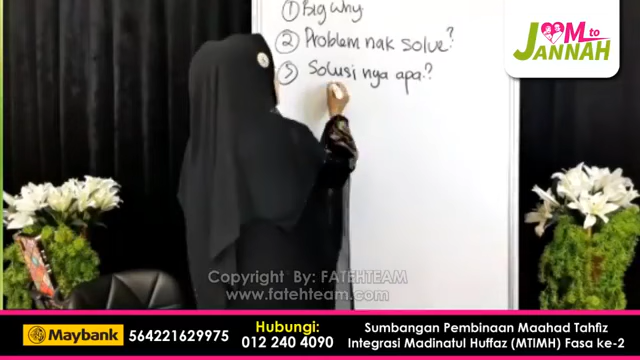 ① Big Why
② Problem nak solve?
③ Solusi nya apa?
JOM to
JANNAH
Copyright By: FATEHTEAM
www.fatehteam.com
Maybank 564221629975
Hubungi:
012 240 4090
Sumbangan Pembinaan Maahad Tahfiz
Integrasi Madinatul Huffaz (MTIMH) Fasa ke-2